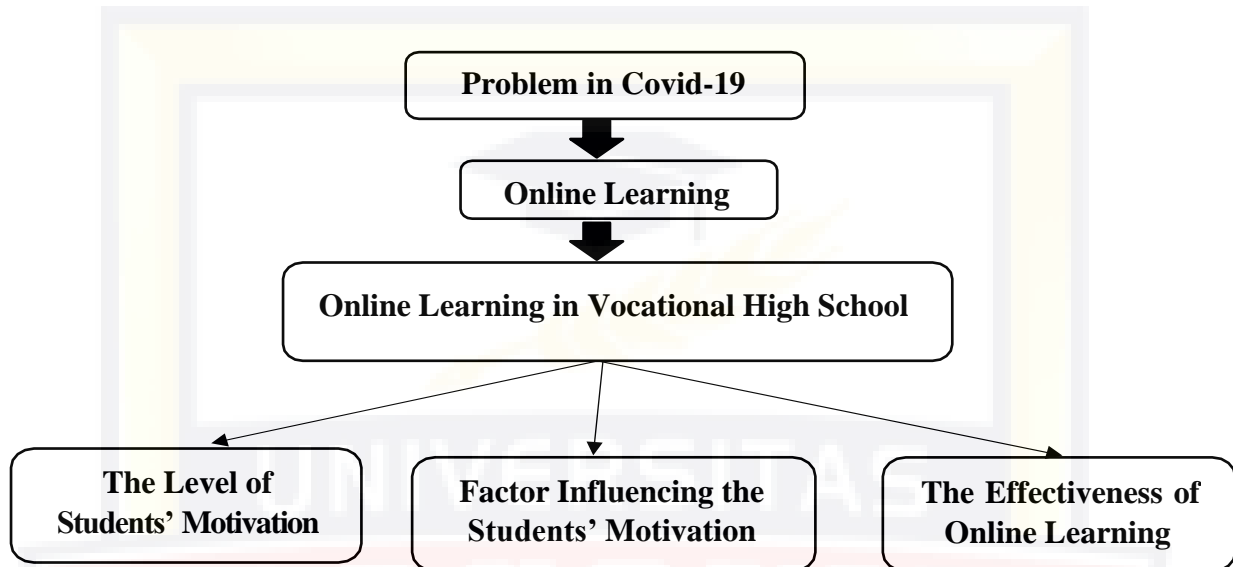 Problem in Covid-19
Online Learning
Online Learning in Vocational High School
The Level of
Students’ Motivation
Factor Influencing the
Students’ Motivation
The Effectiveness of
Online Learning
UNIVERSITAS